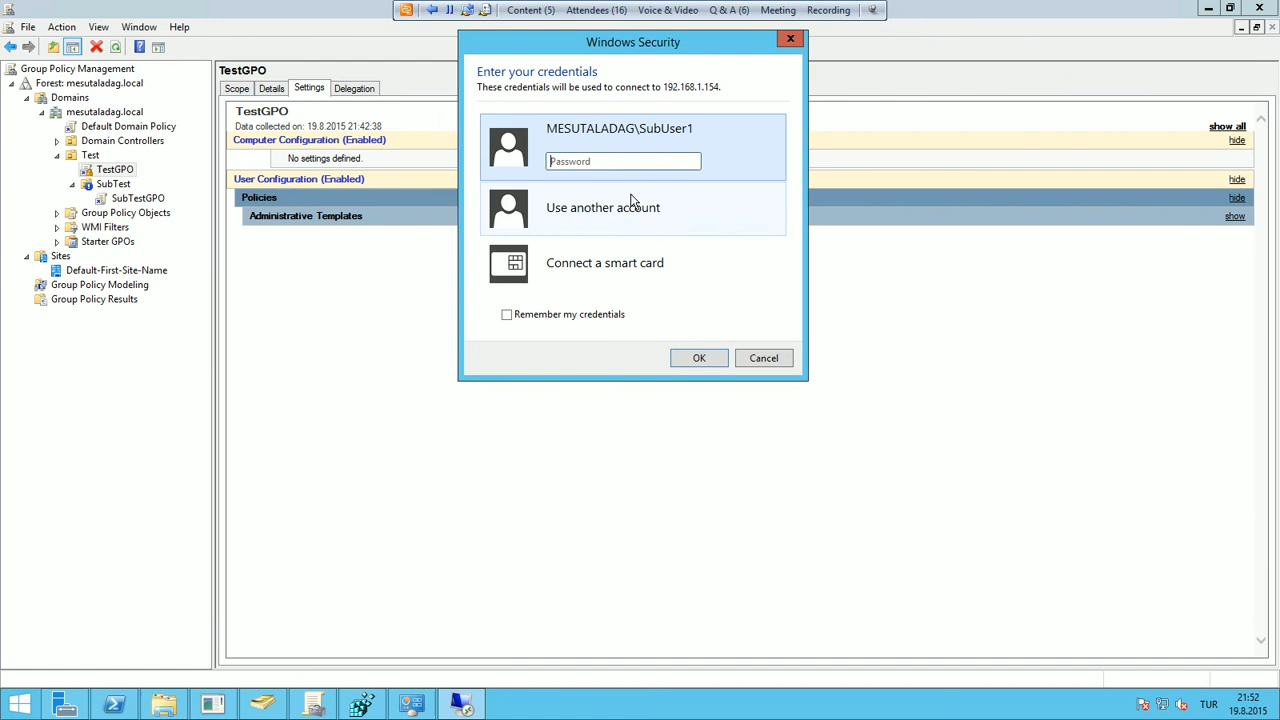 Content (5)
Attendees (16)
Voice & Video
Q & A (6)
Meeting
Recording
File
Action
View
Window
Help
Group Policy Management
Forest: mesutaladag.local
Domains
mesutaladag.local
Default Domain Policy
Domain Controllers
Test
TestGPO
SubTest
SubTestGPO
Group Policy Objects
WMI Filters
Starter GPOs
Sites
Default-First-Site-Name
Group Policy Modeling
Group Policy Results
TestGPO
Scope
Details
Settings
Delegation
TestGPO
Data collected on: 19.8.2015 21:42:38
show all
Computer Configuration (Enabled)
hide
No settings defined.
User Configuration (Enabled)
hide
Policies
hide
Administrative Templates
show
Windows Security
Enter your credentials
These credentials will be used to connect to 192.168.1.154.
MESUTALADAG\SubUser1
Password
Use another account
Connect a smart card
Remember my credentials
OK
Cancel
TUR
21:52
19.8.2015